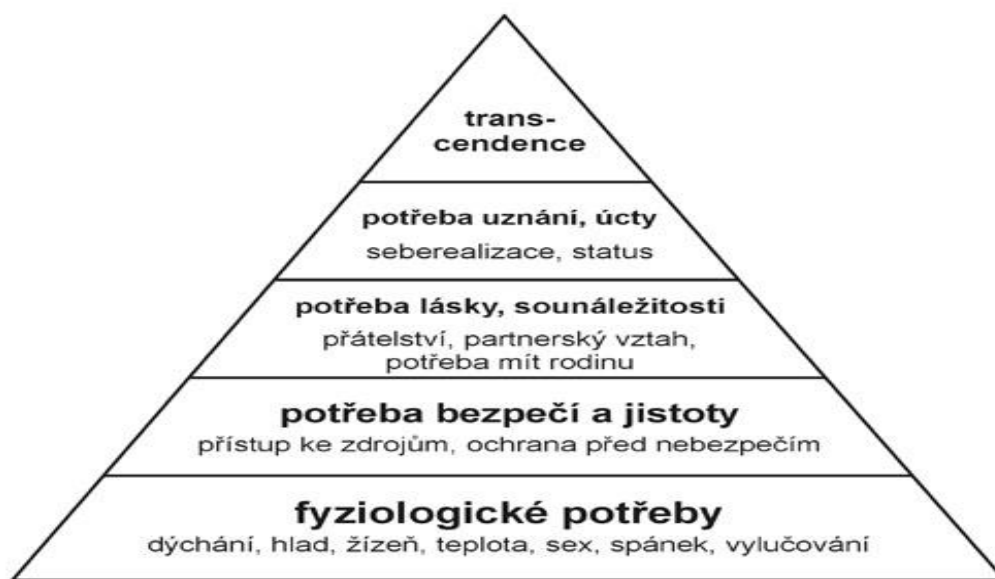 trans-
cendence
potřeba uznání, úcty
seberealizace, status
potřeba lásky, sounáležitosti
přátelství, partnerský vztah,
potřeba mít rodinu
potřeba bezpečí a jistoty
přístup ke zdrojům, ochrana před nebezpečím
fyziologické potřeby
dýchání, hlad, žízeň, teplota, sex, spánek, vylučování